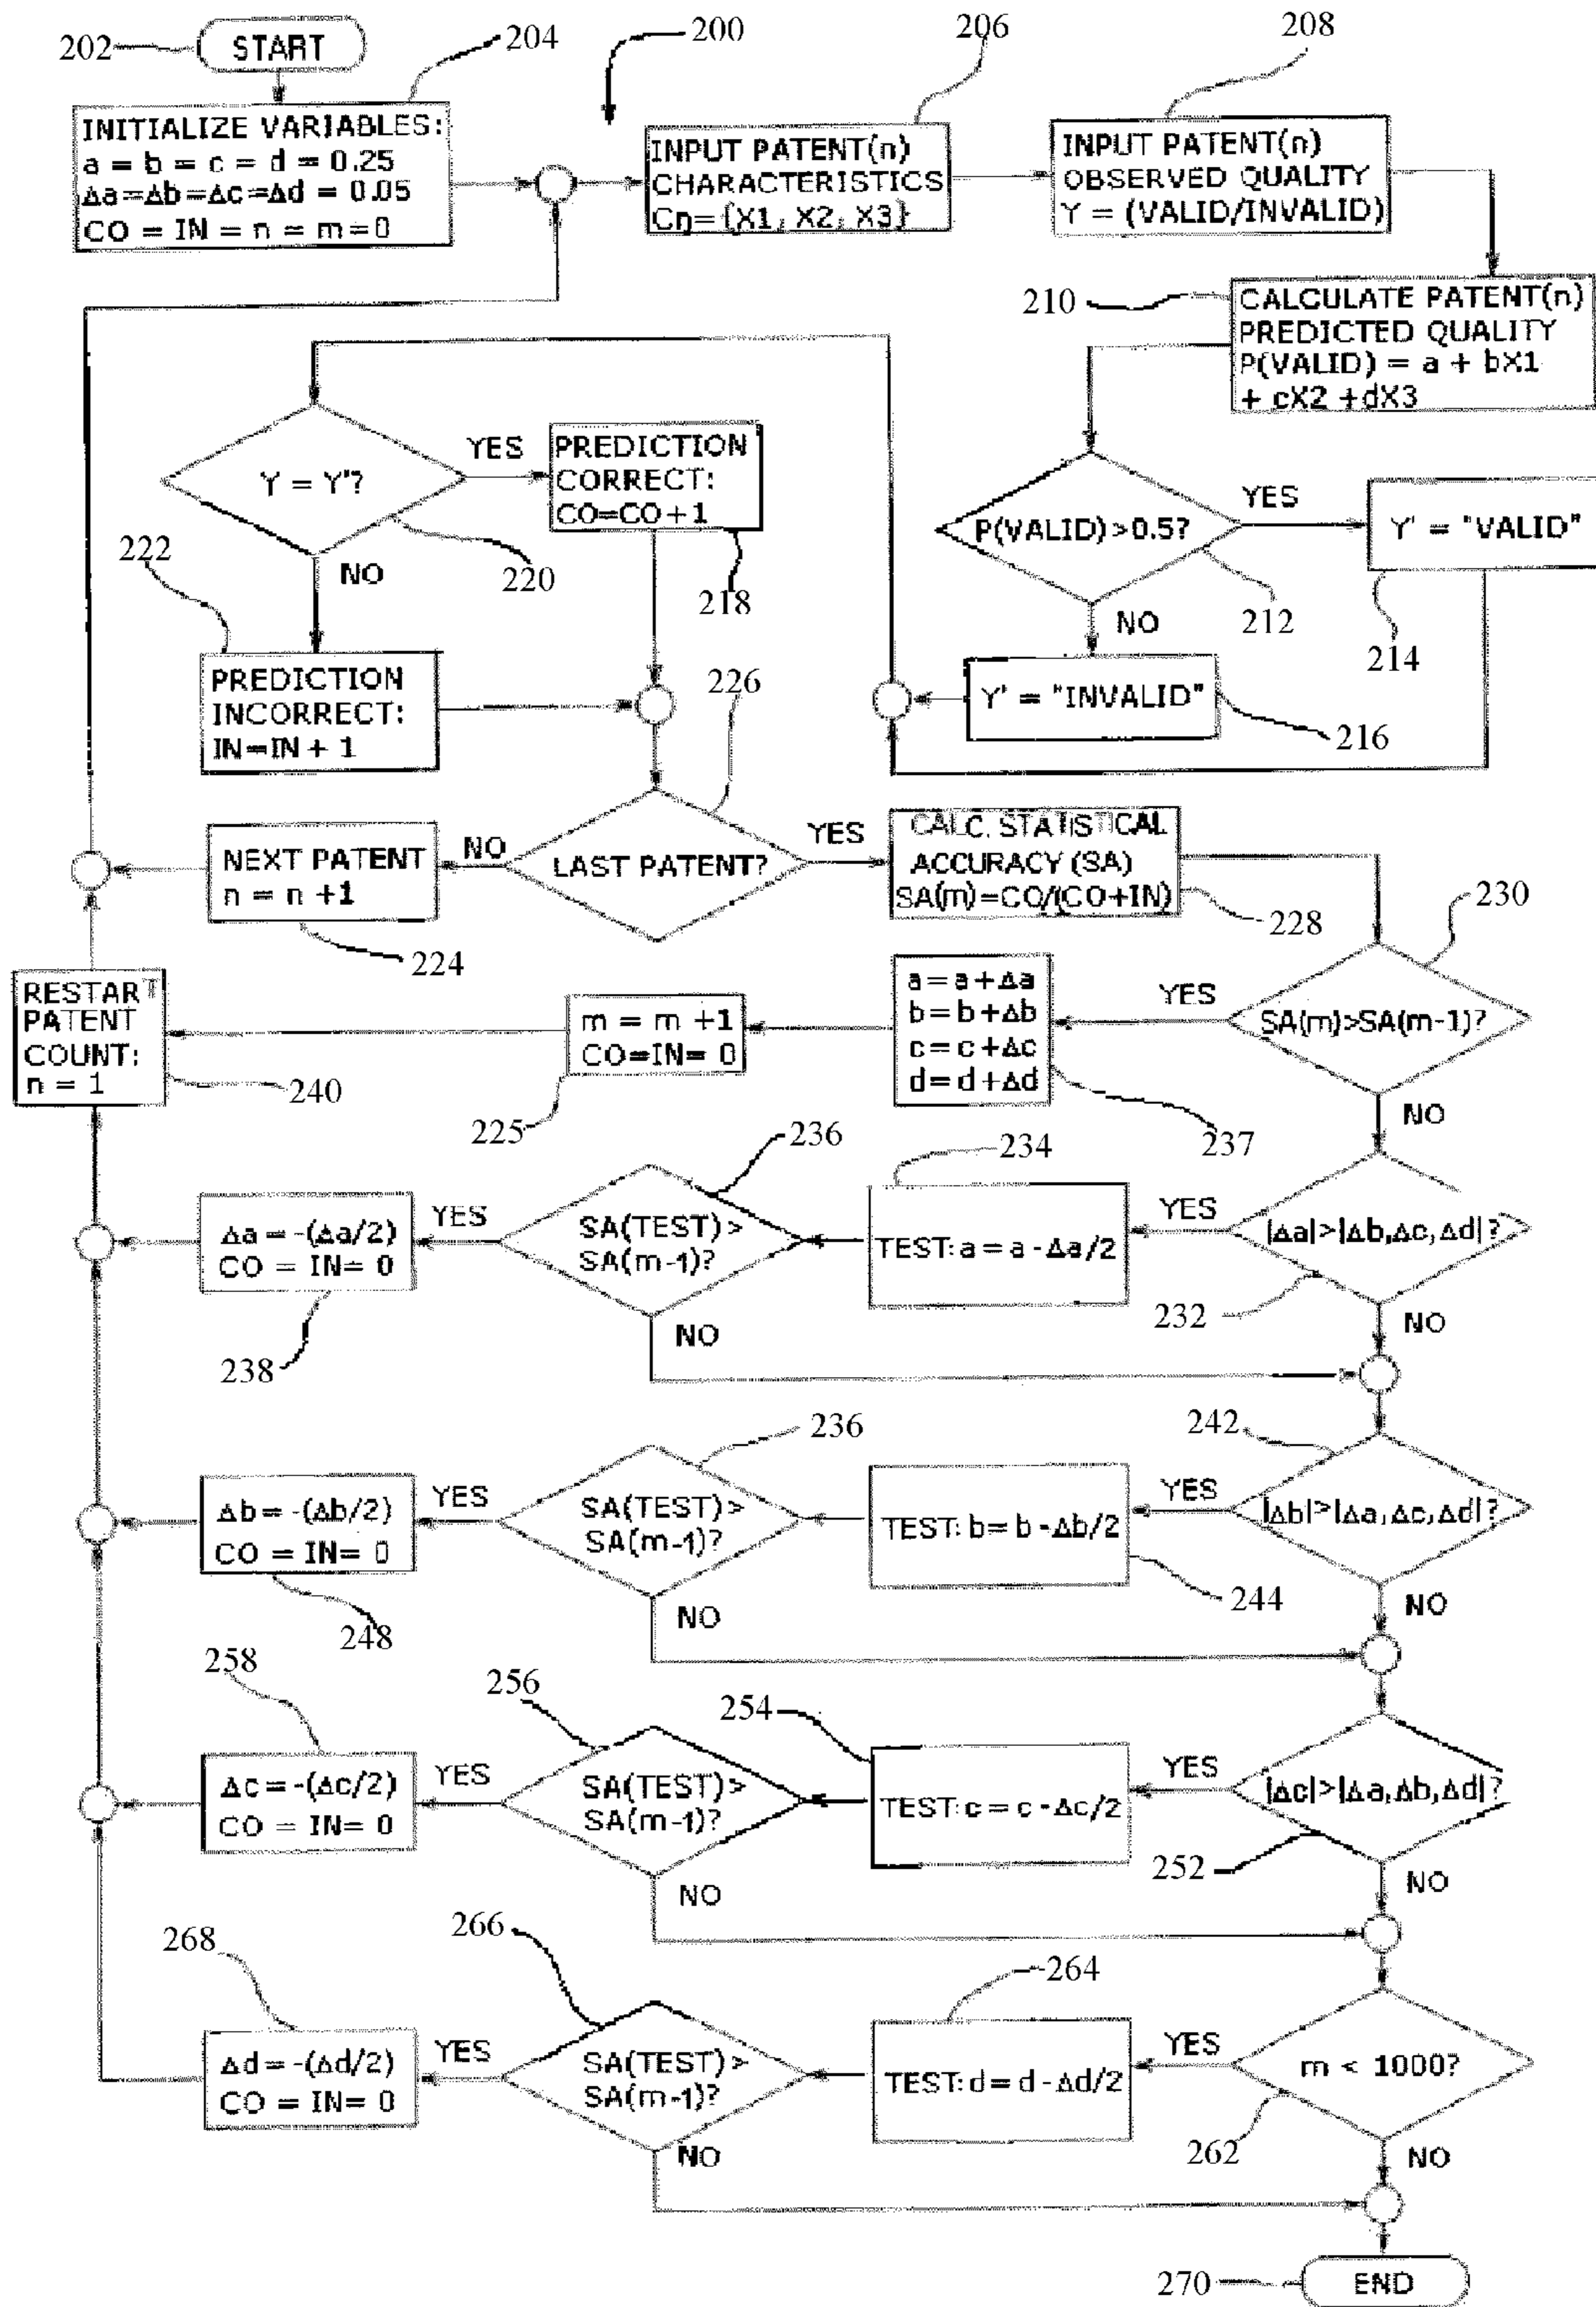 202
START
204
200
206
208
INITIALIZE VARIABLES:
a = b = c = d = 0.25
Δa=Δb=Δc=Δd = 0.05
CO = IN = n = m=0
INPUT PATENT(n)
CHARACTERISTICS
Cn={X1, X2, X3}
INPUT PATENT(n)
OBSERVED QUALITY
Y = (VALID/INVALID)
210
CALCULATE PATENT(n)
PREDICTED QUALITY
P(VALID) = a + bX1
+ cX2 +dX3
Y = Y'?
YES
PREDICTION
CORRECT:
CO=CO+1
P(VALID)>0.5?
YES
Y' = "VALID"
222
NO
220
218
NO
212
214
PREDICTION
INCORRECT:
IN=IN + 1
226
Y' = "INVALID"
216
NEXT PATENT
n = n +1
NO
LAST PATENT?
YES
CALC. STATISTICAL
ACCURACY (SA)
SA(m)=CO/(CO+IN)
230
228
224
RESTART
PATENT
COUNT:
n = 1
240
m = m +1
CO=IN= 0
225
a=a+Δa
b=b+Δb
c=c+Δc
d=d+Δd
237
YES
SA(m)>SA(m-1)?
NO
236
234
Δa=-(Δa/2)
CO = IN= 0
YES
SA(TEST)>
SA(m-1)?
TEST: a=a-Δa/2
YES
|Δa|>|Δb,Δc,Δd|?
232
238
NO
NO
236
242
Δb=-(Δb/2)
CO = IN= 0
YES
SA(TEST)>
SA(m-1)?
TEST: b=b-Δb/2
YES
|Δb|>|Δa,Δc,Δd|?
244
248
NO
NO
258
256
254
Δc=-(Δc/2)
CO = IN= 0
YES
SA(TEST)>
SA(m-1)?
TEST: c=c-Δc/2
YES
|Δc|>|Δa,Δb,Δd|?
252
NO
NO
268
266
264
Δd=-(Δd/2)
CO = IN= 0
YES
SA(TEST)>
SA(m-1)?
TEST: d=d-Δd/2
YES
m < 1000?
262
NO
NO
270
END